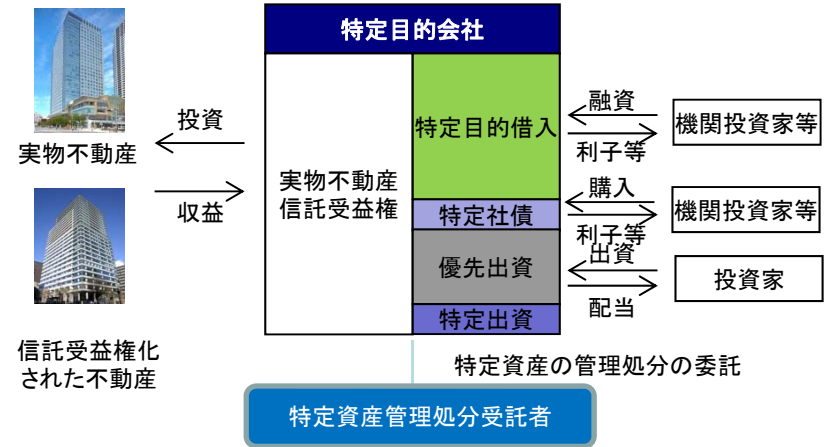 特定目的会社
投資
実物不動産
収益
信託受益権化
された不動産
実物不動産
信託受益権
特定目的借入
特定社債
優先出資
特定出資
融資
利子等
機関投資家等
購入
利子等
機関投資家等
出資
配当
投資家
特定資産の管理処分の委託
特定資産管理処分受託者